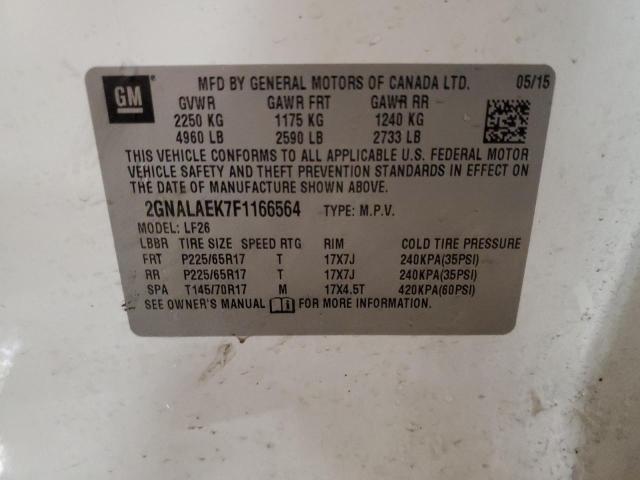 GM
MFD BY GENERAL MOTORS OF CANADA LTD. 05/15
GVWR GAWR FRT GAWR RR
2250 KG 1175 KG 1240 KG
4960 LB 2590 LB 2733 LB
THIS VEHICLE CONFORMS TO ALL APPLICABLE U.S. FEDERAL MOTOR
VEHICLE SAFETY AND THEFT PREVENTION STANDARDS IN EFFECT ON THE
DATE OF MANUFACTURE SHOWN ABOVE.
2GNALAEK7F1166564 TYPE: M.P.V.
MODEL: LF26
LBBR TIRE SIZE SPEED RTG RIM COLD TIRE PRESSURE
FRT P225/65R17 T 17X7J 240KPA(35PSI)
RR P225/65R17 T 17X7J 240KPA(35PSI)
SPA T145/70R17 M 17X4.5T 420KPA(60PSI)
SEE OWNER'S MANUAL FOR MORE INFORMATION.